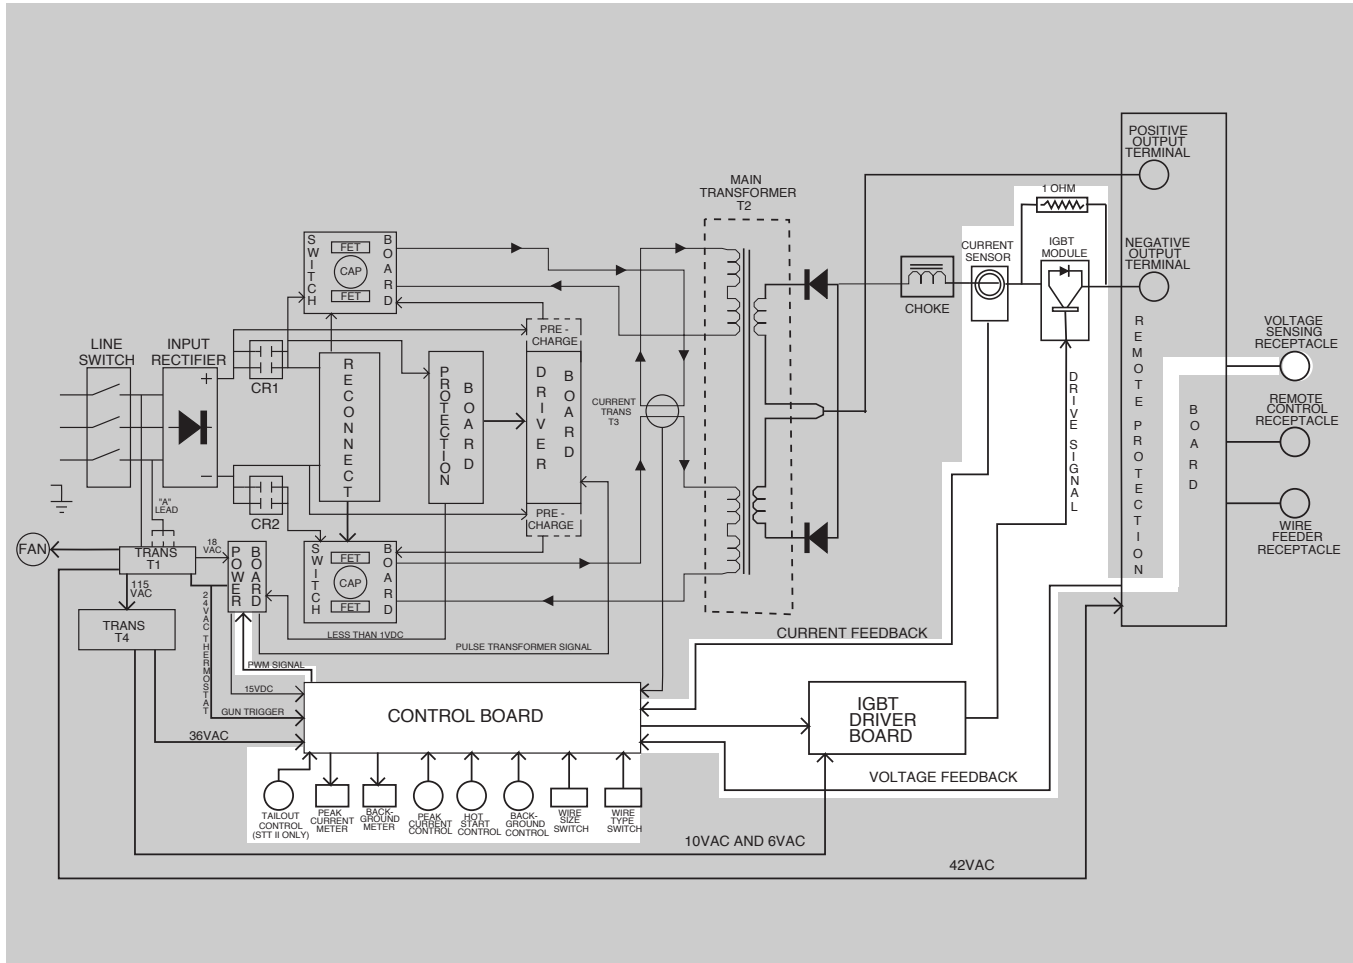 POSITIVE
OUTPUT
TERMINAL
MAIN
TRANSFORMER
T2
1 OHM
CURRENT
SENSOR
IGBT
MODULE
NEGATIVE
OUTPUT
TERMINAL
SWITCH
BOARD
FET
CAP
FET
CHOKE
LINE
SWITCH
INPUT
RECTIFIER
+
−
CR1
CR2
RECONNECT
PROTECTION
BOARD
PRE -
CHARGE
DRIVER
BOARD
PRE -
CHARGE
CURRENT
TRANS
T3
DRIVE SIGNAL
REMOTE PROTECTION
BOARD
VOLTAGE
SENSING
RECEPTACLE
REMOTE
CONTROL
RECEPTACLE
WIRE
FEEDER
RECEPTACLE
"A"
LEAD
FAN
TRANS
T1
18
VAC
POWER
BOARD
SWITCH
BOARD
FET
CAP
FET
115
VAC
TRANS
T4
24VAC THERMOSTAT
LESS THAN 1VDC
PULSE TRANSFORMER SIGNAL
PWM SIGNAL
15VDC
GUN TRIGGER
36VAC
CONTROL BOARD
CURRENT FEEDBACK
IGBT
DRIVER
BOARD
VOLTAGE FEEDBACK
TAILOUT
CONTROL
(STT II ONLY)
PEAK
CURRENT
METER
BACK-
GROUND
METER
PEAK
CURRENT
CONTROL
HOT
START
CONTROL
BACK-
GROUND
CONTROL
WIRE
SIZE
SWITCH
WIRE
TYPE
SWITCH
10VAC AND 6VAC
42VAC